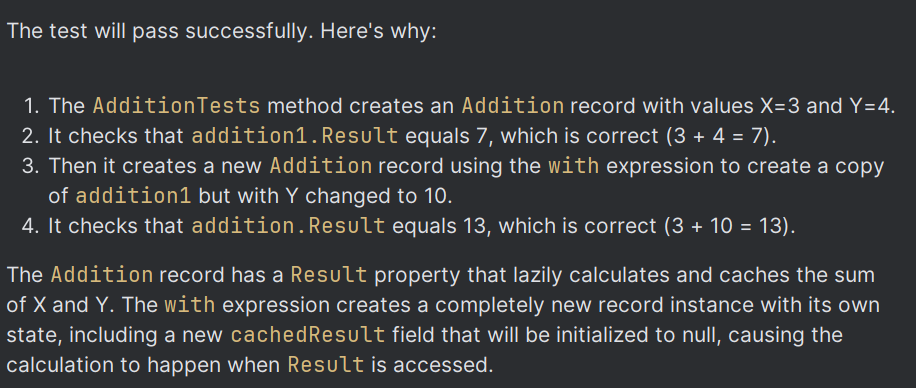 The test will pass successfully. Here's why:
1. The AdditionTests method creates an Addition record with values X=3 and Y=4.
2. It checks that addition1.Result equals 7, which is correct (3 + 4 = 7).
3. Then it creates a new Addition record using the with expression to create a copy
of addition1 but with Y changed to 10.
4. It checks that addition.Result equals 13, which is correct (3 + 10 = 13).
The Addition record has a Result property that lazily calculates and caches the sum
of X and Y. The with expression creates a completely new record instance with its own
state, including a new cachedResult field that will be initialized to null, causing the
calculation to happen when Result is accessed.